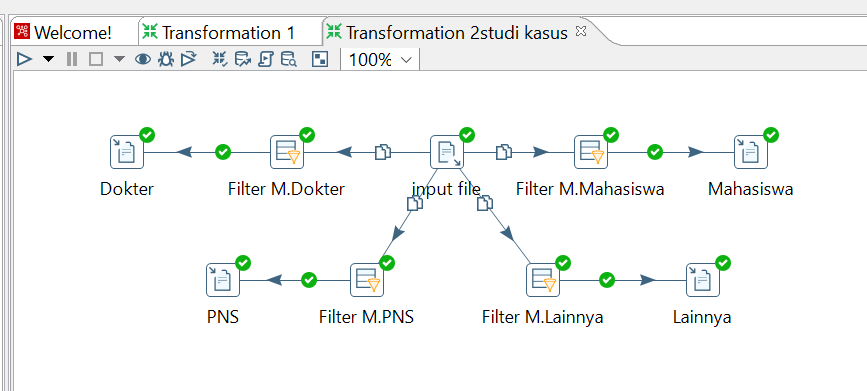 Welcome!
Transformation 1
Transformation 2studi kasus
100%
Dokter
Filter M.Dokter
input file
Filter M.Mahasiswa
Mahasiswa
PNS
Filter M.PNS
Filter M.Lainnya
Lainnya